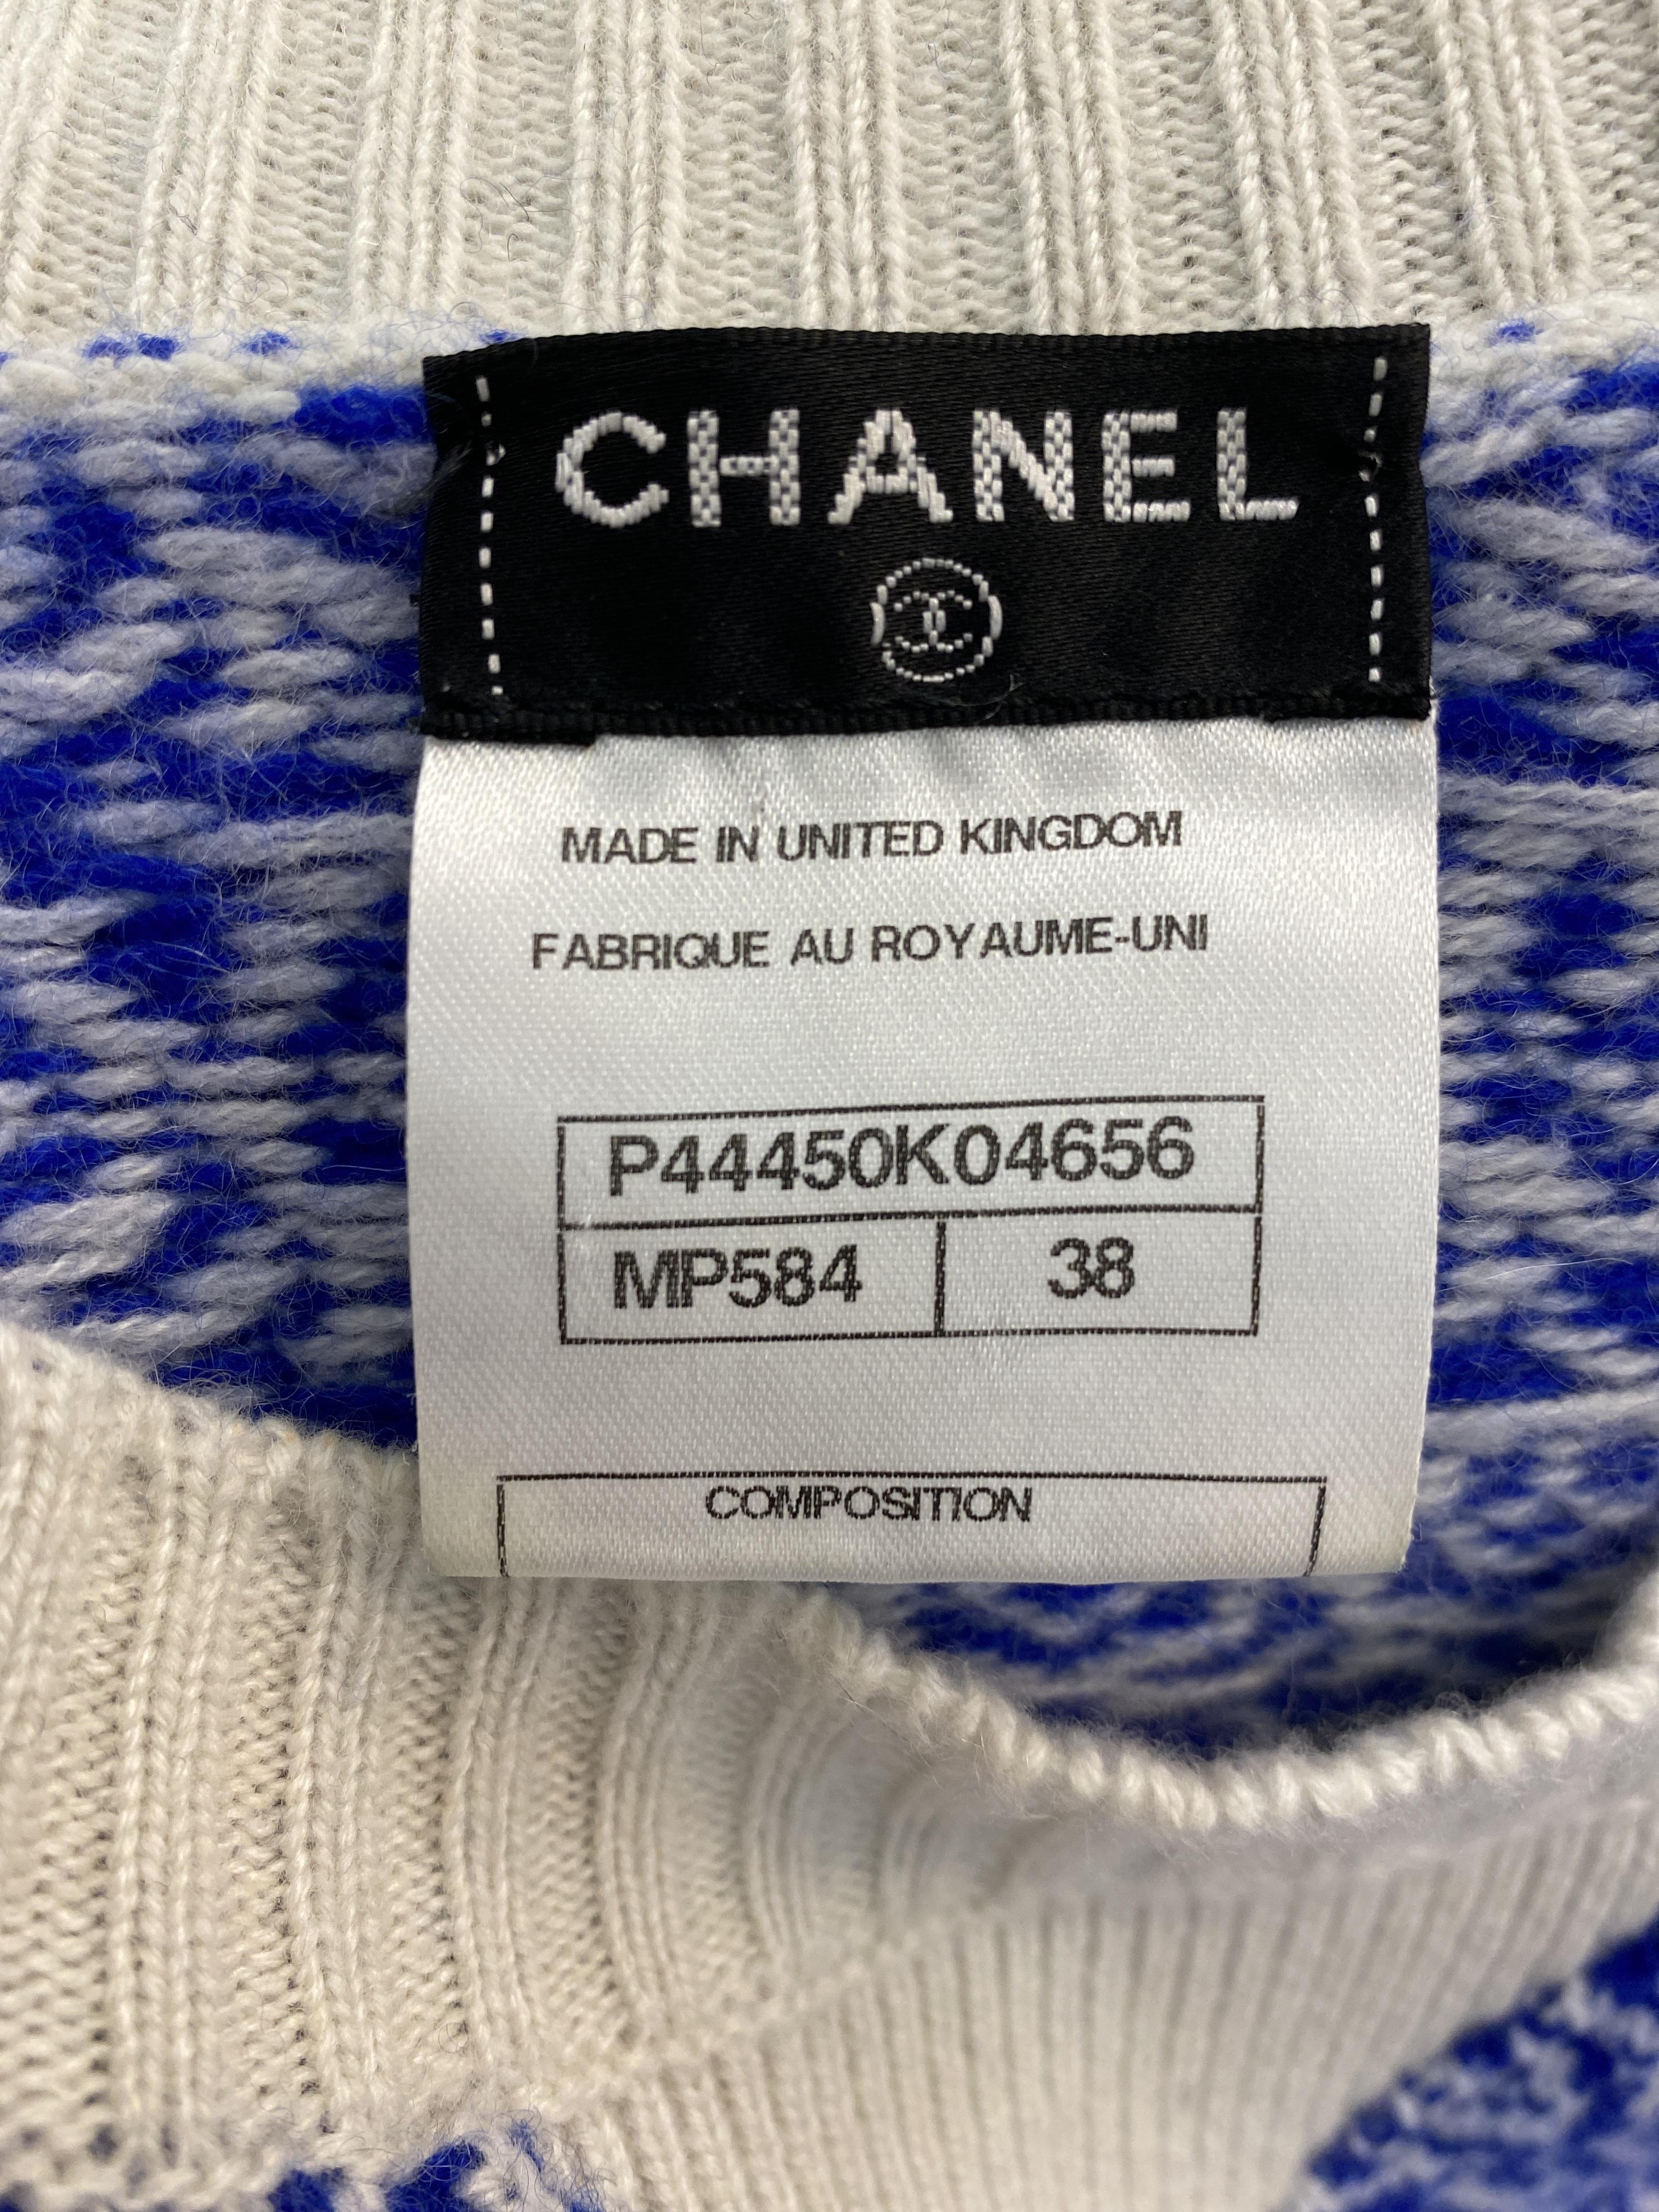 CHANEL
MADE IN UNITED KINGDOM
FABRIQUE AU ROYAUME-UNI
P44450K04656
MP584 38
COMPOSITION